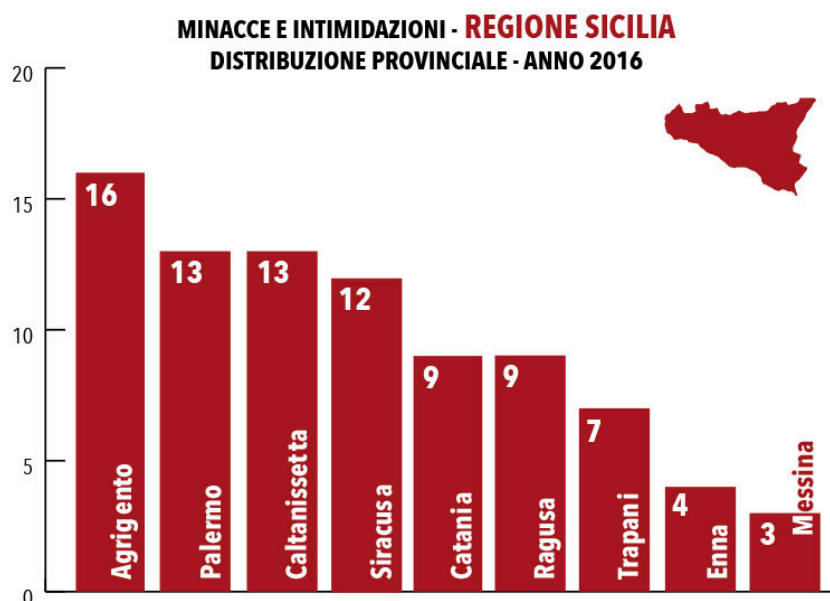 MINACCE E INTIMIDAZIONI - REGIONE SICILIA
DISTRIBUZIONE PROVINCIALE - ANNO 2016
20
15
10
5
0
16
Agrigento
13
Palermo
13
Caltanissetta
12
Siracusa
9
Catania
9
Ragusa
7
Trapani
4
Enna
3
Messina